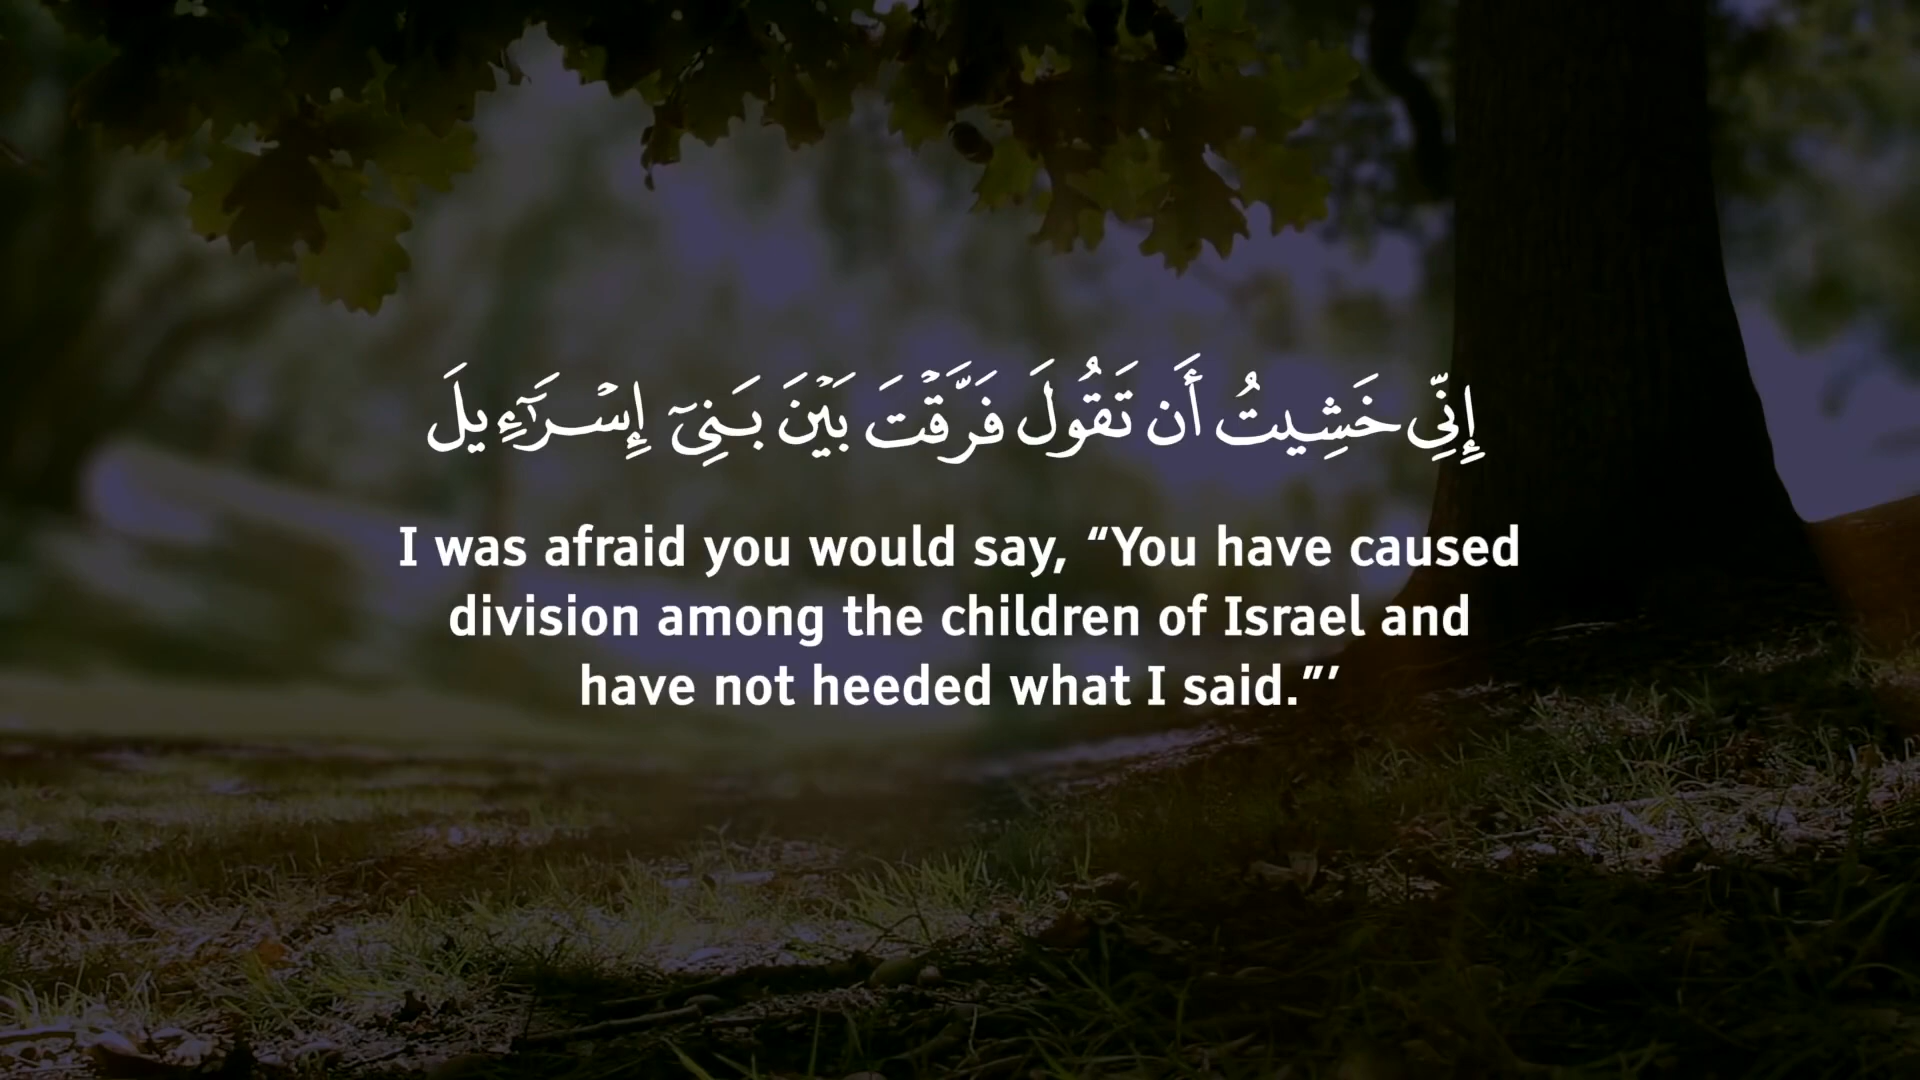 إِنِّى خَشِيتُ أَن تَقُولَ فَرَّقْتَ بَيْنَ بَنِىٓ إِسْرَٰٓءِيلَ
I was afraid you would say, “You have caused
division among the children of Israel and
have not heeded what I said.”’